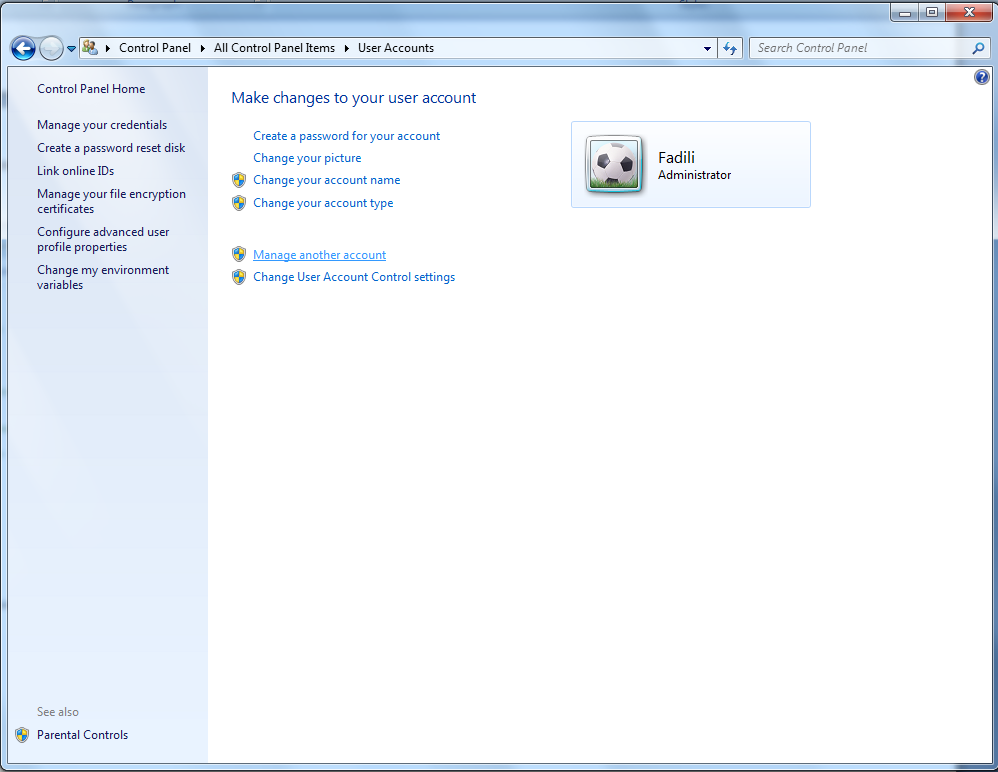 Control Panel
All Control Panel Items
User Accounts
Search Control Panel
Control Panel Home
Manage your credentials
Create a password reset disk
Link online IDs
Manage your file encryption
certificates
Configure advanced user
profile properties
Change my environment
variables
See also
Parental Controls
Make changes to your user account
Create a password for your account
Change your picture
Change your account name
Change your account type
Manage another account
Change User Account Control settings
Fadili
Administrator